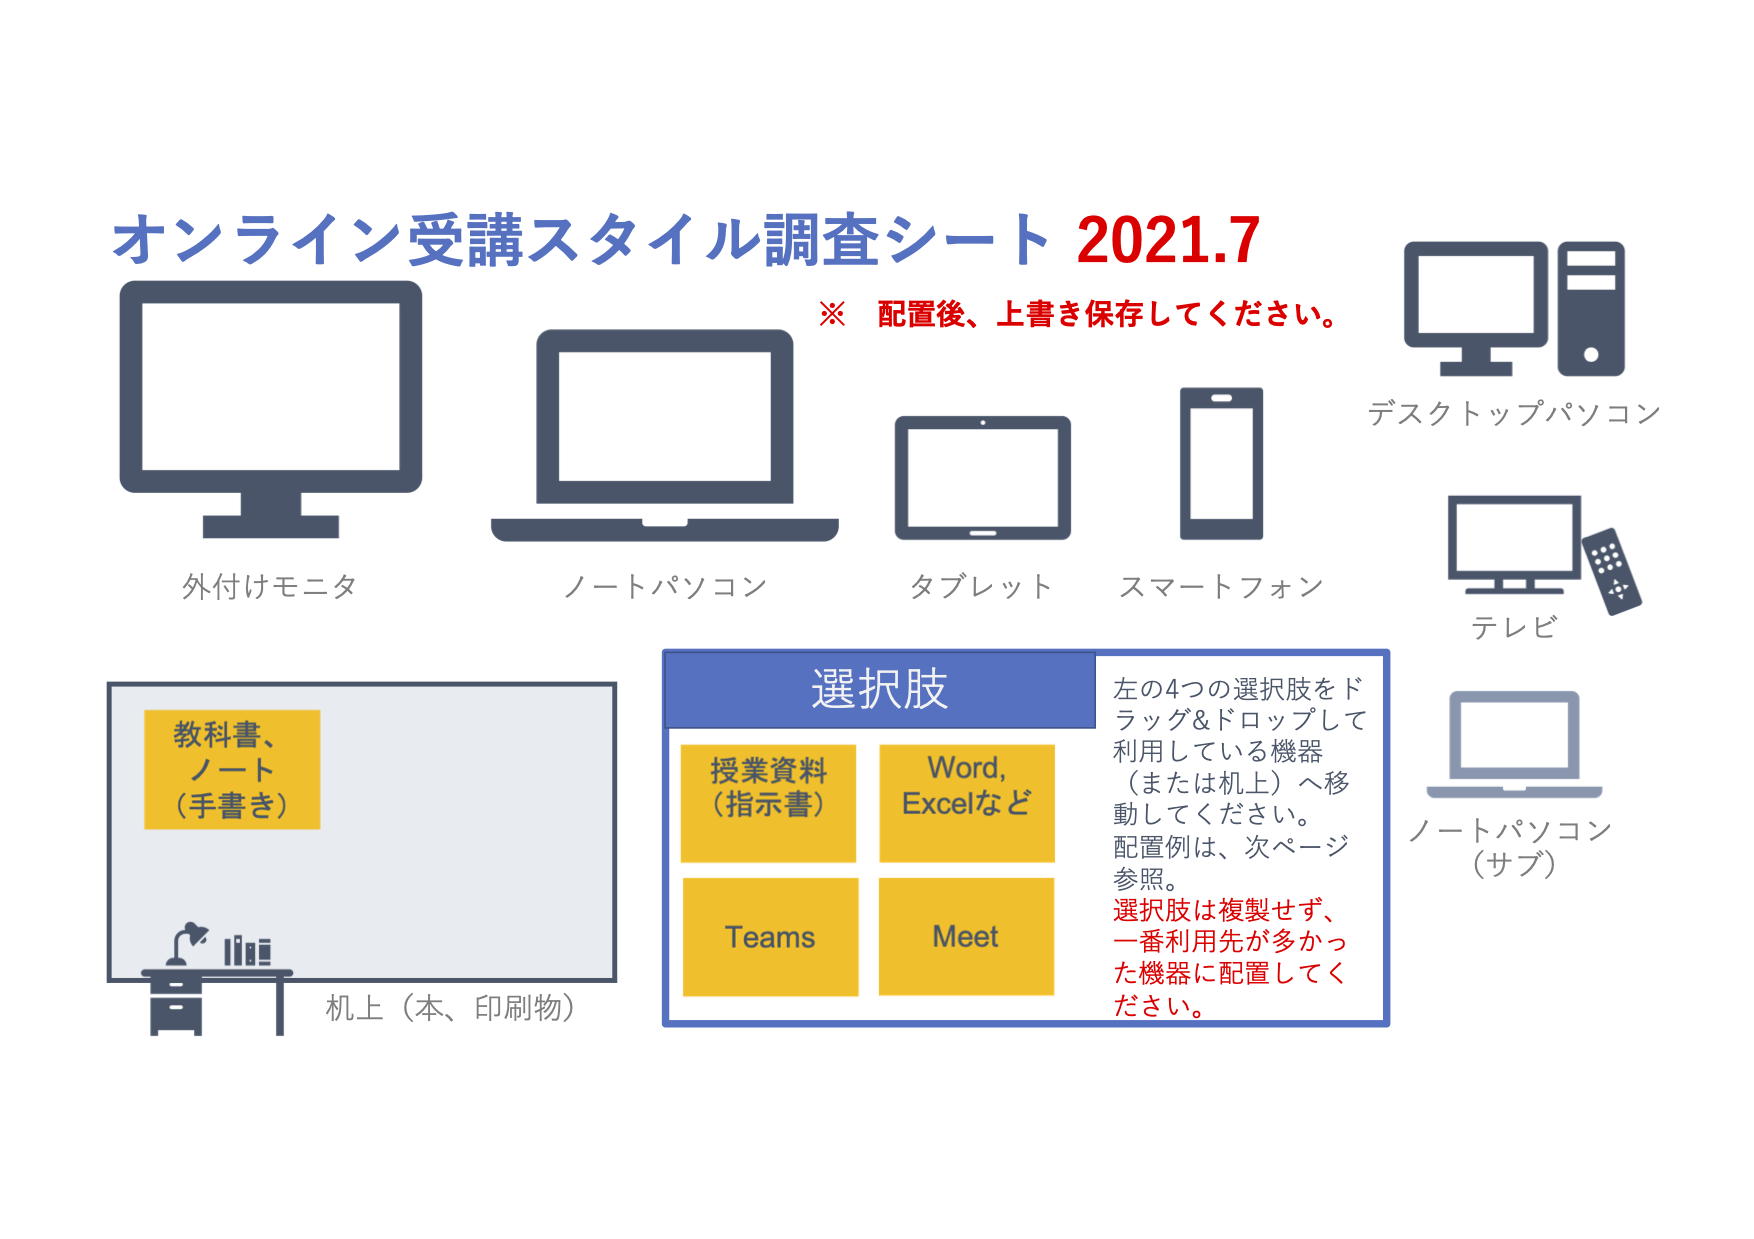 オンライン受講スタイル調査シート 2021.7
※　配置後、上書き保存してください。
デスクトップパソコン
外付けモニタ
ノートパソコン
タブレット
スマートフォン
テレビ
教科書、
ノート
（手書き）
机上（本、印刷物）
選択肢
授業資料
（指示書）
Word,
Excelなど
Teams
Meet
左の4つの選択肢をド
ラッグ&ドロップして
利用している機器
（または机上）へ移
動してください。
配置例は、次ページ
参照。
選択肢は複製せず、
一番利用先が多かっ
た機器に配置してく
ださい。
ノートパソコン
（サブ）